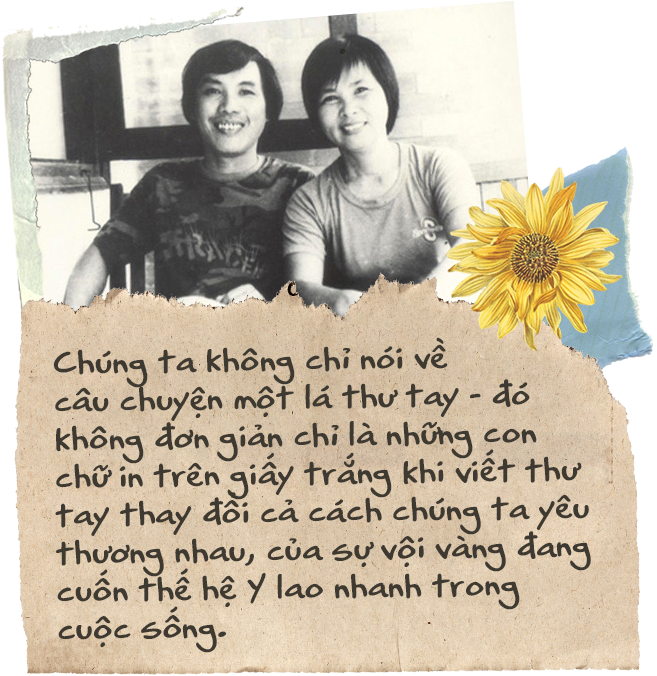 Chúng ta không chỉ nói về
câu chuyện một lá thư tay - đó
không đơn giản chỉ là những con
chữ in trên giấy trắng khi viết thư
tay thay đổi cả cách chúng ta yêu
thương nhau, của sự vội vàng đang
cuốn thế hệ Y lao nhanh trong
cuộc sống.